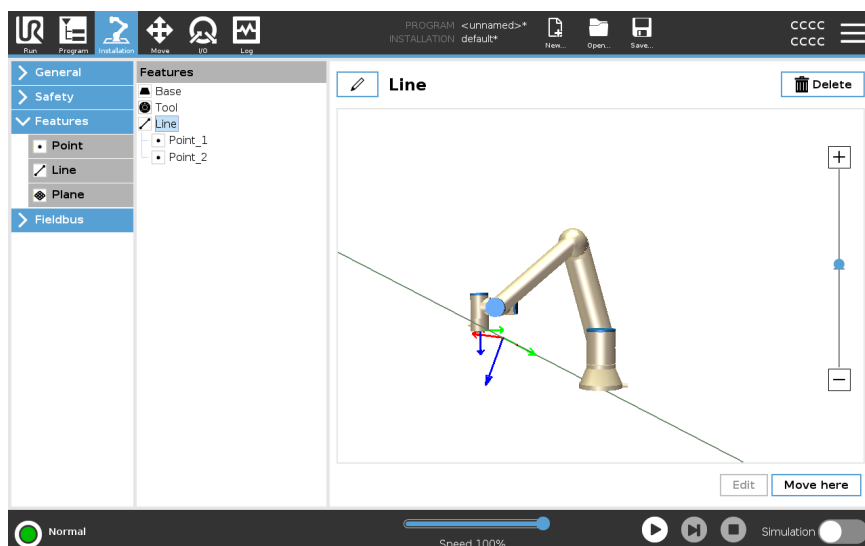 PROGRAM <unnamed>*
INSTALLATION default*
CCCC
CCCC
Run
Program
Installation
Move
I/O
Log
New...
Open...
Save...
General
Safety
Features
Point
Line
Plane
Fieldbus
Features
Base
Tool
Line
Point_1
Point_2
Line
Delete
Edit
Move here
Normal
Speed 100%
Simulation